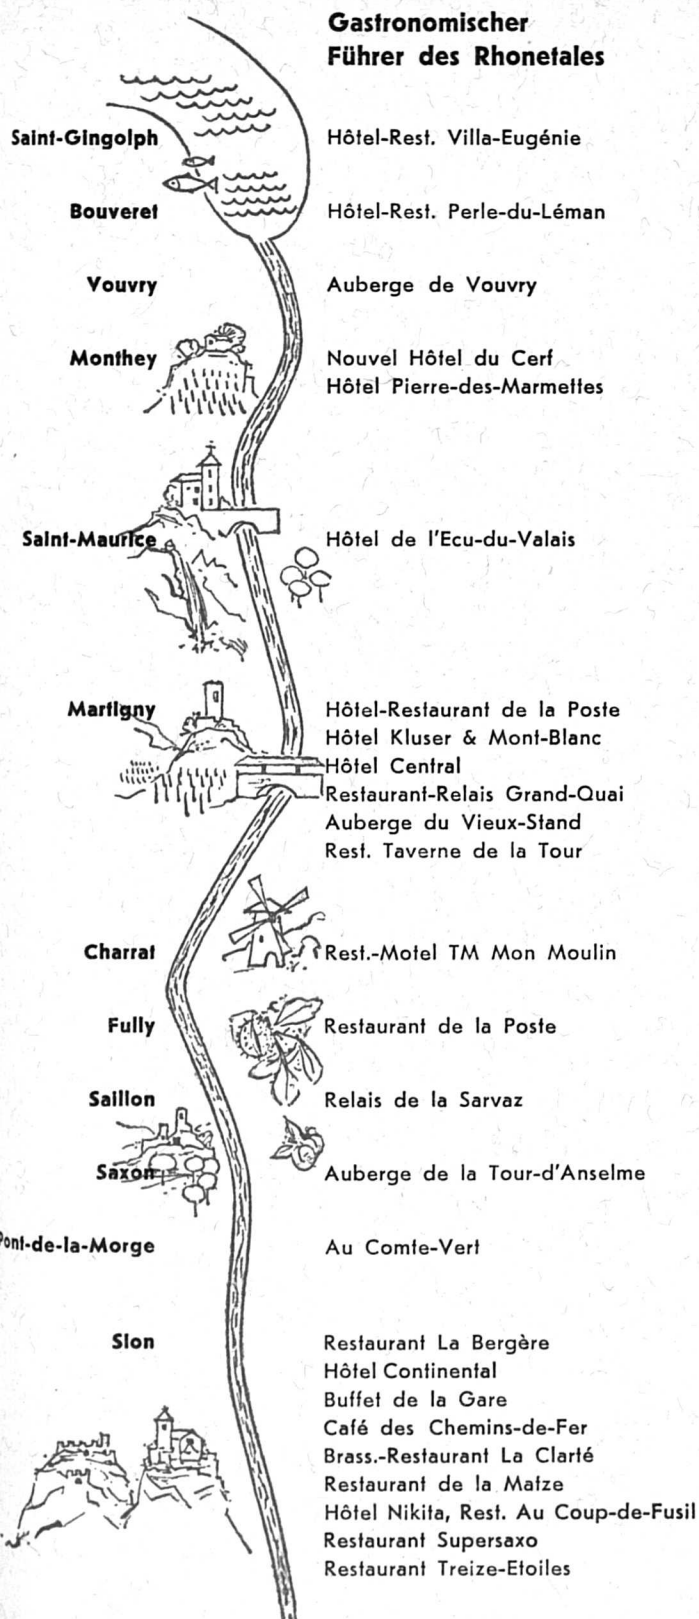 Gastronomischer
Führer des Rhonetales
Saint-Gingolph Hôtel-Rest. Villa-Eugénie
Bouveret Hôtel-Rest. Perle-du-Léman
Vouvry Auberge de Vouvry
Monthey Nouvel Hôtel du Cerf
Hôtel Pierre-des-Marmettes
Saint-Maurice Hôtel de l'Ecu-du-Valais
Martigny Hôtel-Restaurant de la Poste
Hôtel Kluser & Mont-Blanc
Hôtel Central
Restaurant-Relais Grand-Quai
Auberge du Vieux-Stand
Rest. Taverne de la Tour
Charrat Rest.-Motel TM Mon Moulin
Fully Restaurant de la Poste
Saillon Relais de la Sarvaz
Saxon Auberge de la Tour-d'Anselme
Pont-de-la-Morge Au Comte-Vert
Sion Restaurant La Bergère
Hôtel Continental
Buffet de la Gare
Café des Chemins-de-Fer
Brass.-Restaurant La Clarté
Restaurant de la Matze
Hôtel Nikita, Rest. Au Coup-de-Fusil
Restaurant Supersaxo
Restaurant Treize-Etoiles